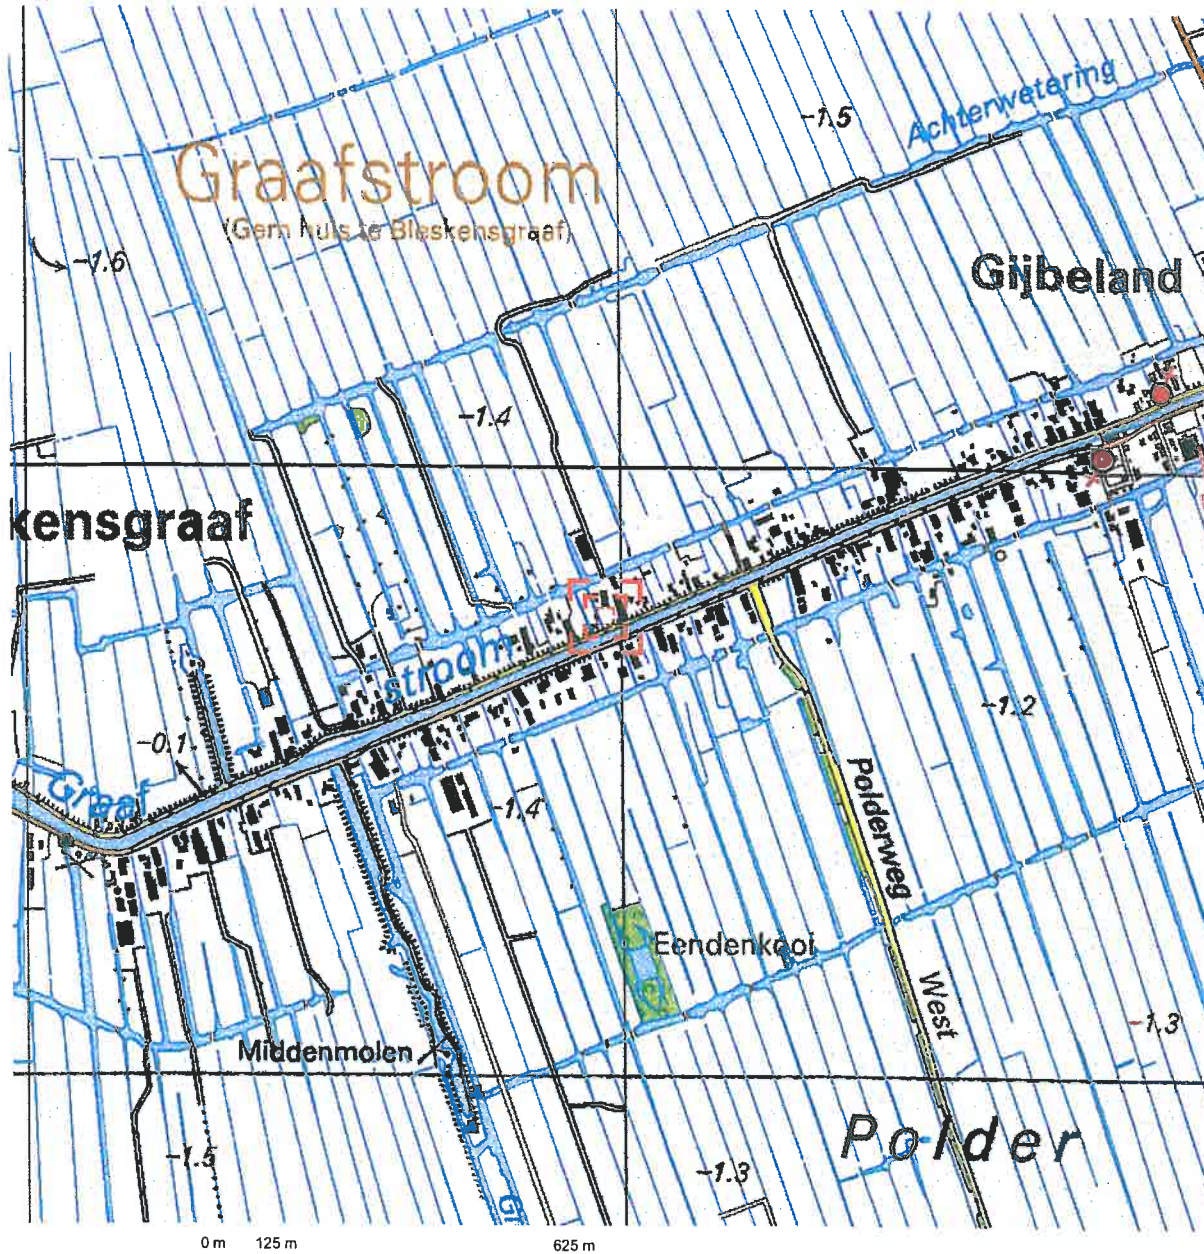 Achterwetering
-1.5
Graafstroom
(Gem huis te Bleskensgraaf)
-1.6
Gijbeland
-1.4
kensgraaf
stroom
-1.2
-0.1
Graaf
Polderweg
-1.4
Eendenkooi
West
-1.3
Middenmolen
Polder
-1.5
-1.3
Gr
0 m 125 m 625 m